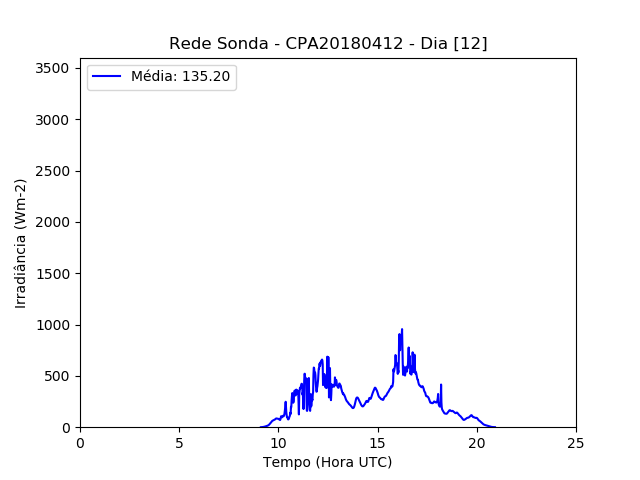 Rede Sonda - CPA20180412 - Dia [12]
Média: 135.20
Irradiância (Wm-2)
3500
3000
2500
2000
1500
1000
500
0
0 5 10 15 20 25
Tempo (Hora UTC)